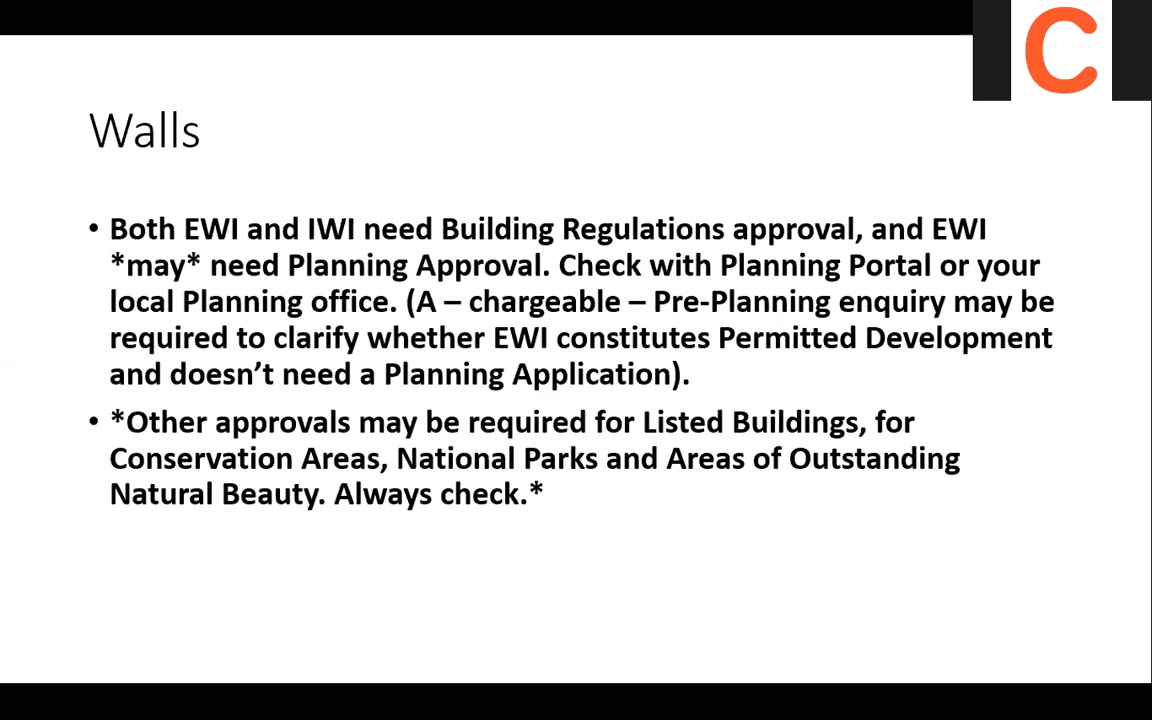 C
Walls
• Both EWI and IWI need Building Regulations approval, and EWI
*may* need Planning Approval. Check with Planning Portal or your
local Planning office. (A – chargeable – Pre-Planning enquiry may be
required to clarify whether EWI constitutes Permitted Development
and doesn’t need a Planning Application).
• *Other approvals may be required for Listed Buildings, for
Conservation Areas, National Parks and Areas of Outstanding
Natural Beauty. Always check.*